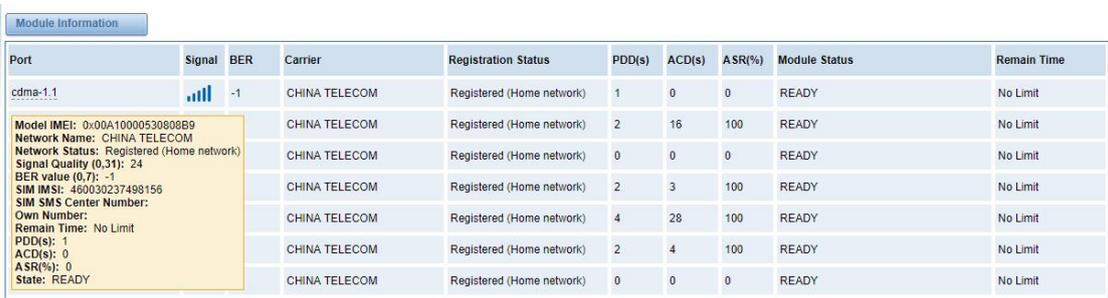 Module Information
Port Signal BER Carrier Registration Status PDD(s) ACD(s) ASR(%) Module Status Remain Time
cdma-1.1 -1 CHINA TELECOM Registered (Home network) 1 0 0 READY No Limit
CHINA TELECOM Registered (Home network) 2 16 100 READY No Limit
CHINA TELECOM Registered (Home network) 0 0 0 READY No Limit
CHINA TELECOM Registered (Home network) 2 3 100 READY No Limit
CHINA TELECOM Registered (Home network) 4 28 100 READY No Limit
CHINA TELECOM Registered (Home network) 2 4 100 READY No Limit
CHINA TELECOM Registered (Home network) 0 0 0 READY No Limit
Model IMEI: 0x00A10000530808B9
Network Name: CHINA TELECOM
Network Status: Registered (Home network)
Signal Quality (0,31): 24
BER value (0,7): -1
SIM IMSI: 460030237498156
SIM SMS Center Number:
Own Number:
Remain Time: No Limit
PDD(s): 1
ACD(s): 0
ASR(%): 0
State: READY